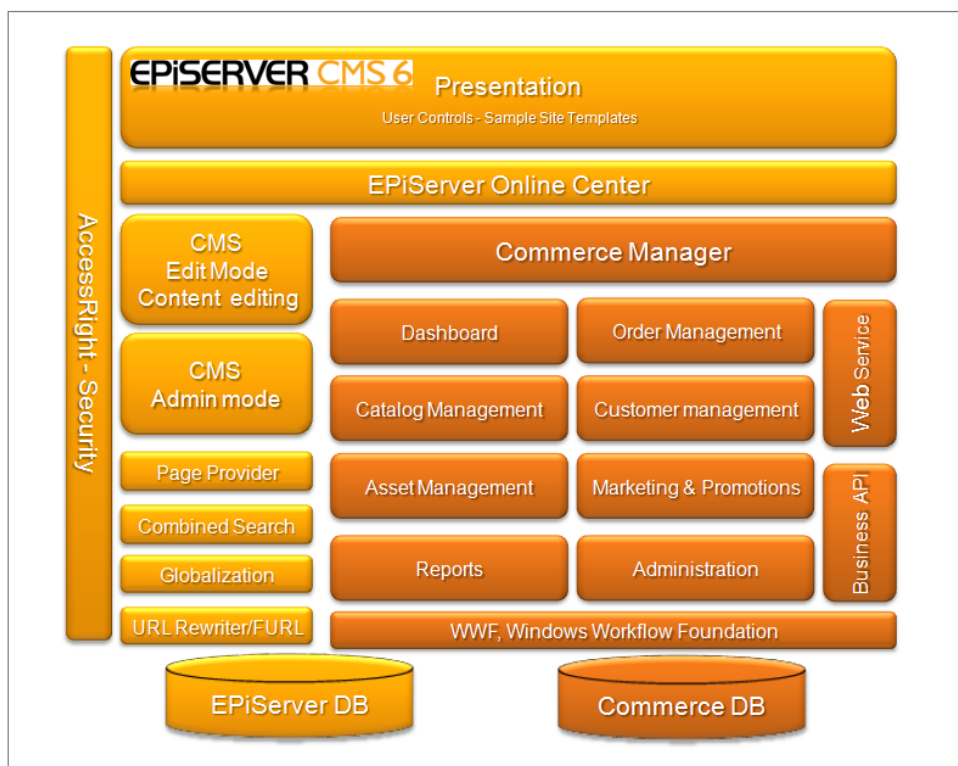 EPiSERVER CMS 6
Presentation
User Controls - Sample Site Templates
EPiServer Online Center
AccessRight - Security
CMS
Edit Mode
Content editing
CMS
Admin mode
Page Provider
Combined Search
Globalization
URL Rewriter/FURL
Commerce Manager
Dashboard
Order Management
Catalog Management
Customer management
Asset Management
Marketing & Promotions
Reports
Administration
Web Service
Business API
WWF, Windows Workflow Foundation
EPiServer DB
Commerce DB